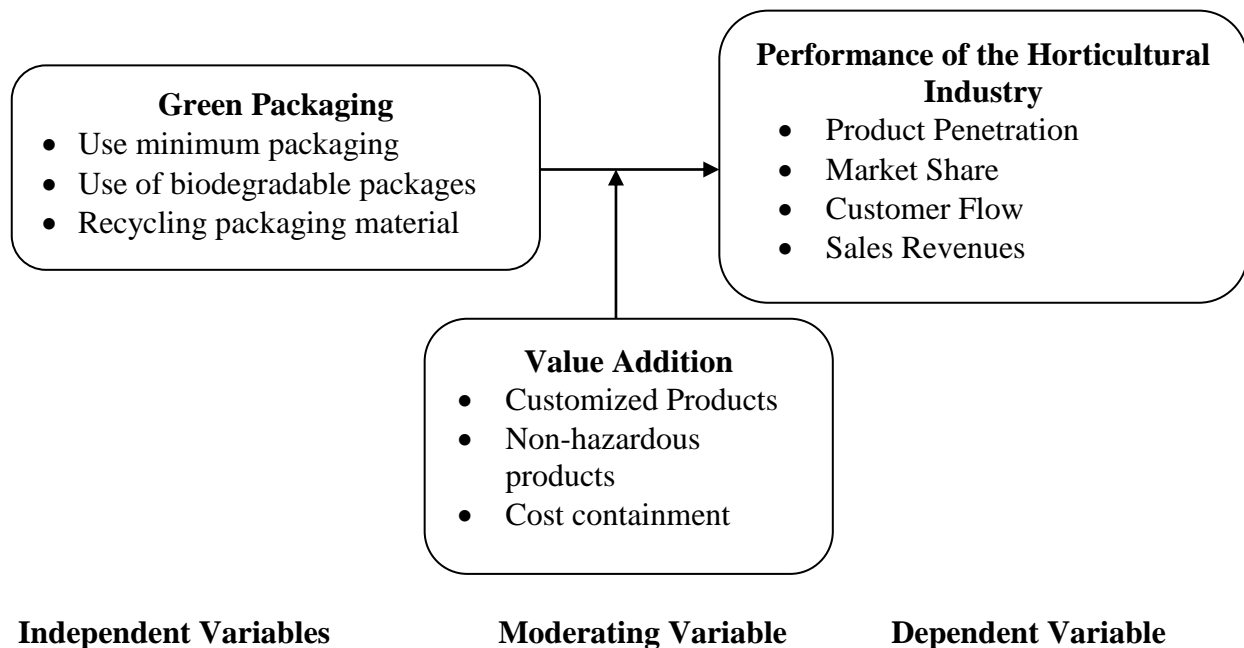 Green Packaging
• Use minimum packaging
• Use of biodegradable packages
• Recycling packaging material
Performance of the Horticultural
Industry
• Product Penetration
• Market Share
• Customer Flow
• Sales Revenues
Value Addition
• Customized Products
• Non-hazardous
products
• Cost containment
Independent Variables
Moderating Variable
Dependent Variable